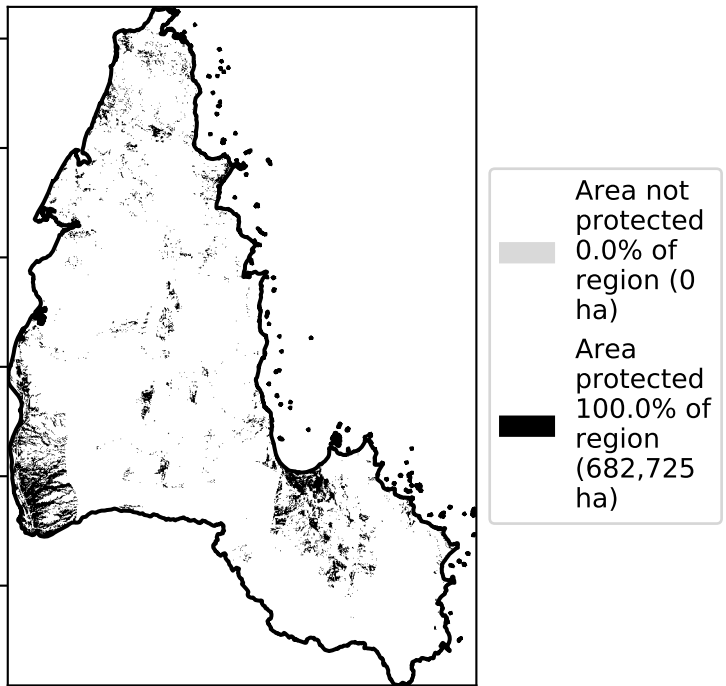 Area not
protected
0.0% of
region (0
ha)
Area
protected
100.0% of
region
(682,725
ha)